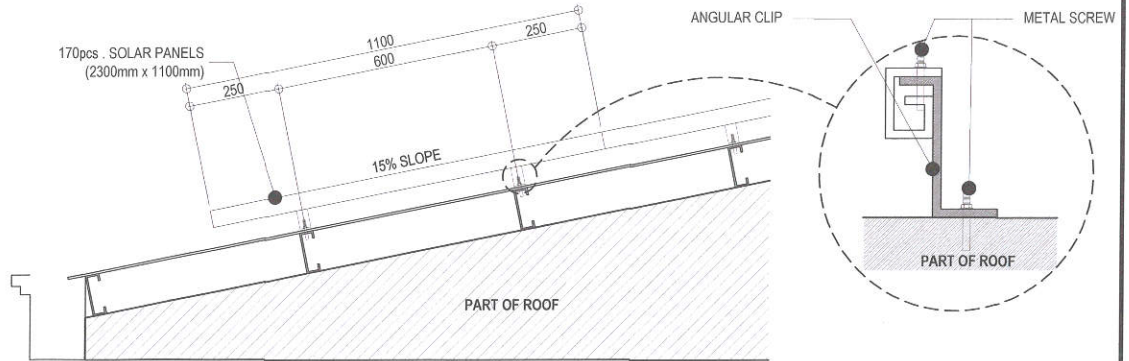 170pcs . SOLAR PANELS
(2300mm x 1100mm)
1100
250
600
250
15% SLOPE
PART OF ROOF
ANGULAR CLIP
METAL SCREW
PART OF ROOF